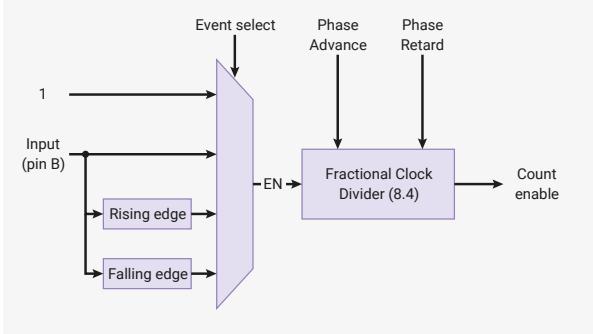 Event select
Phase
Advance
Phase
Retard
1
Input
(pin B)
Rising edge
Falling edge
EN
Fractional Clock
Divider (8.4)
Count
enable